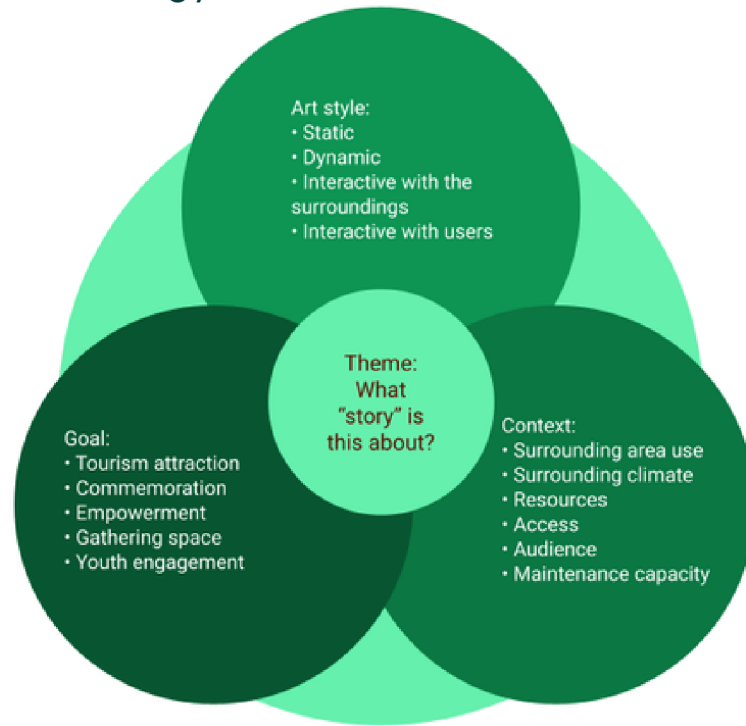 Art style:
• Static
• Dynamic
• Interactive with the
surroundings
• Interactive with users
Theme:
What
“story” is
this about?
Goal:
• Tourism attraction
• Commemoration
• Empowerment
• Gathering space
• Youth engagement
Context:
• Surrounding area use
• Surrounding climate
• Resources
• Access
• Audience
• Maintenance capacity